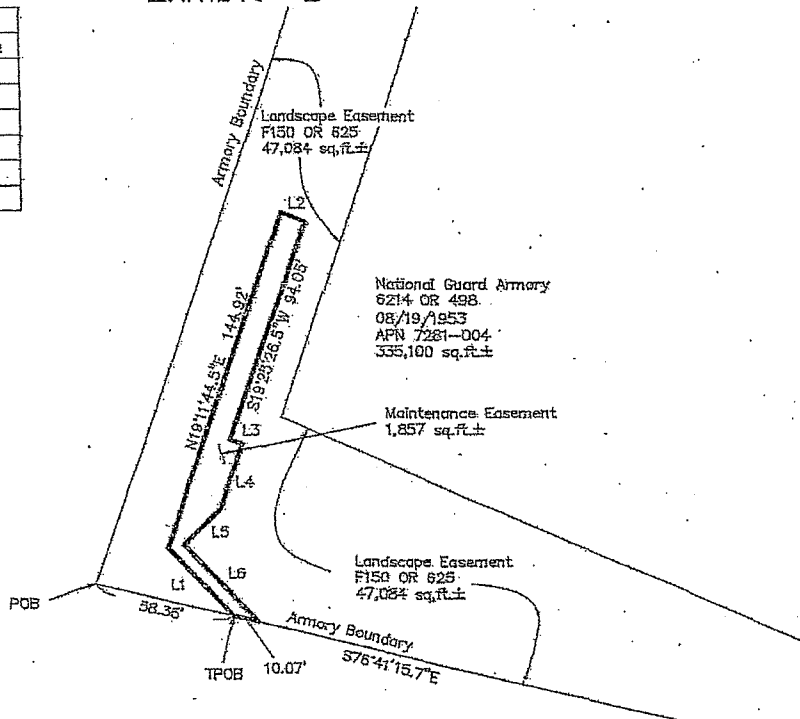 Armory Boundary
Landscape Easement
F150 OR 625
47,084 sq.ft.±
L2
N19°11'44.5"E 144.92'
S19°25'26.5"W 94.05'
National Guard Armory
6214 OR 498
08/19/1953
APN 7281-004
335,100 sq.ft.±
Maintenance Easement
1,857 sq.ft.±
L3
L4
L5
L1
L6
Landscape Easement
F150 OR 625
47,084 sq.ft.±
POB
58.35'
TPOB
10.07'
Armory Boundary
S76°41'15.7"E